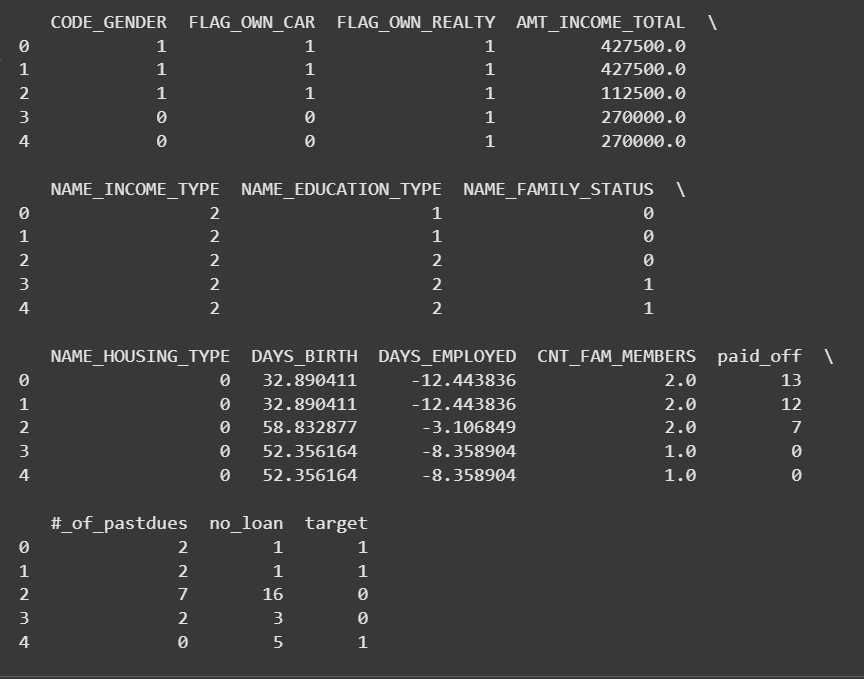 CODE_GENDER FLAG_OWN_CAR FLAG_OWN_REALTY AMT_INCOME_TOTAL \
0 1 1 1 427500.0
1 1 1 1 427500.0
2 1 1 1 112500.0
3 0 0 1 270000.0
4 0 0 1 270000.0
NAME_INCOME_TYPE NAME_EDUCATION_TYPE NAME_FAMILY_STATUS \
0 2 1 0
1 2 1 0
2 2 2 0
3 2 2 1
4 2 2 1
NAME_HOUSING_TYPE DAYS_BIRTH DAYS_EMPLOYED CNT_FAM_MEMBERS paid_off \
0 0 32.890411 -12.443836 2.0 13
1 0 32.890411 -12.443836 2.0 12
2 0 58.832877 -3.106849 2.0 7
3 0 52.356164 -8.358904 1.0 0
4 0 52.356164 -8.358904 1.0 0
#_of_pastdues no_loan target
0 2 1 1
1 2 1 1
2 7 16 0
3 2 3 0
4 0 5 1